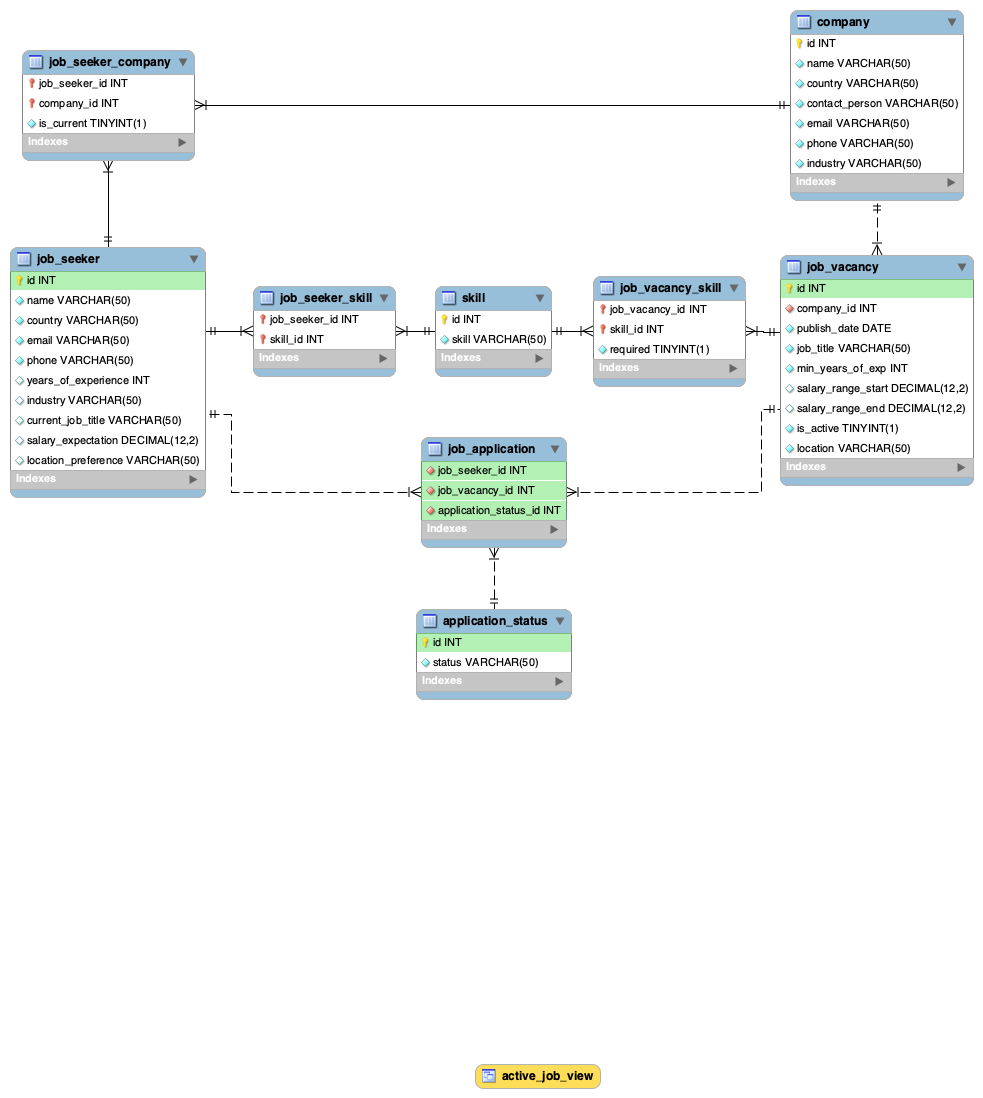 company
id INT
name VARCHAR(50)
country VARCHAR(50)
contact_person VARCHAR(50)
email VARCHAR(50)
phone VARCHAR(50)
industry VARCHAR(50)
Indexes
job_seeker_company
job_seeker_id INT
company_id INT
is_current TINYINT(1)
Indexes
job_seeker
id INT
name VARCHAR(50)
country VARCHAR(50)
email VARCHAR(50)
phone VARCHAR(50)
years_of_experience INT
industry VARCHAR(50)
current_job_title VARCHAR(50)
salary_expectation DECIMAL(12,2)
location_preference VARCHAR(50)
Indexes
job_seeker_skill
job_seeker_id INT
skill_id INT
Indexes
skill
id INT
skill VARCHAR(50)
Indexes
job_vacancy_skill
job_vacancy_id INT
skill_id INT
required TINYINT(1)
Indexes
job_vacancy
id INT
company_id INT
publish_date DATE
job_title VARCHAR(50)
min_years_of_exp INT
salary_range_start DECIMAL(12,2)
salary_range_end DECIMAL(12,2)
is_active TINYINT(1)
location VARCHAR(50)
Indexes
job_application
job_seeker_id INT
job_vacancy_id INT
application_status_id INT
Indexes
application_status
id INT
status VARCHAR(50)
Indexes
active_job_view